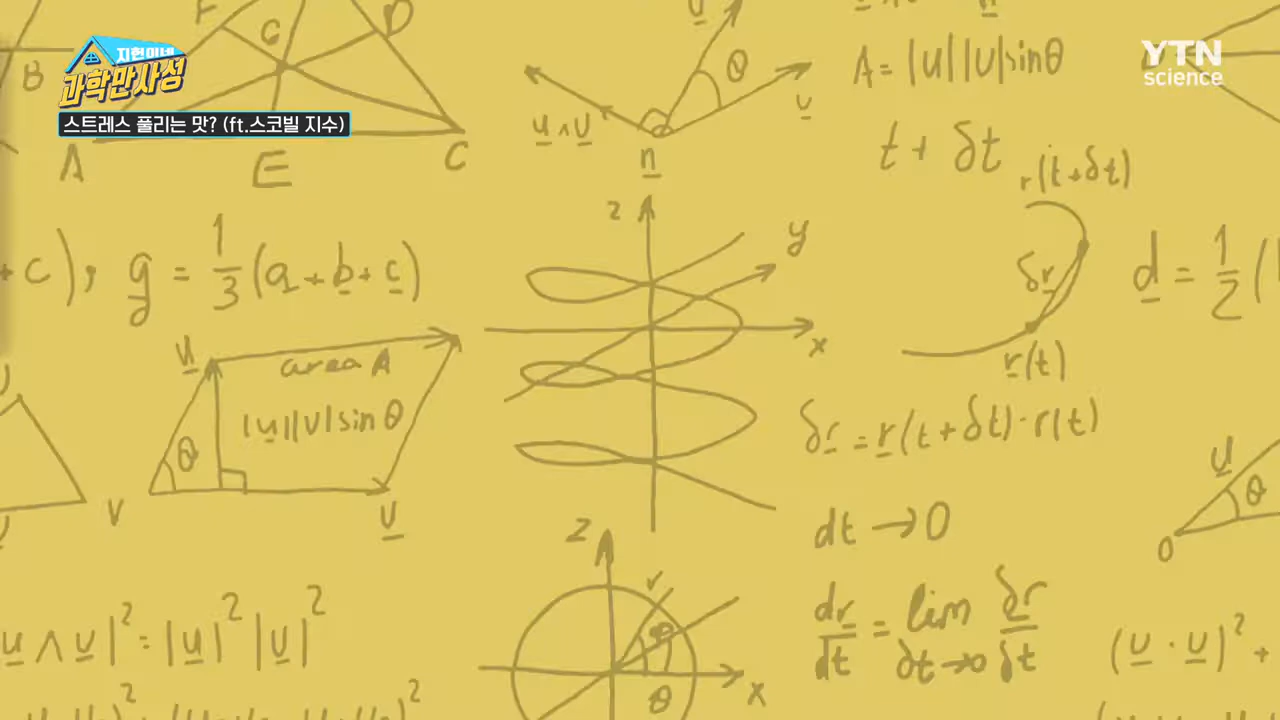 지헌이네
과학만사성
YTN
science
스트레스 풀리는 맛? (ft.스코빌 지수)
F
G
D
B
A
E
C
u ∧ v
n
θ
v
A = |u||v|sinθ
t + δt
r(t+δt)
δr
r(t)
+ c); g = 1/3 (a + b + c)
z
y
x
d = 1/2 (
u
area A
|u||v|sinθ
θ
v
V
δr = r(t + δt) - r(t)
dt → 0
u
θ
O
z
r
φ
θ
x
dr/dt = lim δt→0 δr/δt
u ∧ v|² = |u|² |v|²
(u · v)² +